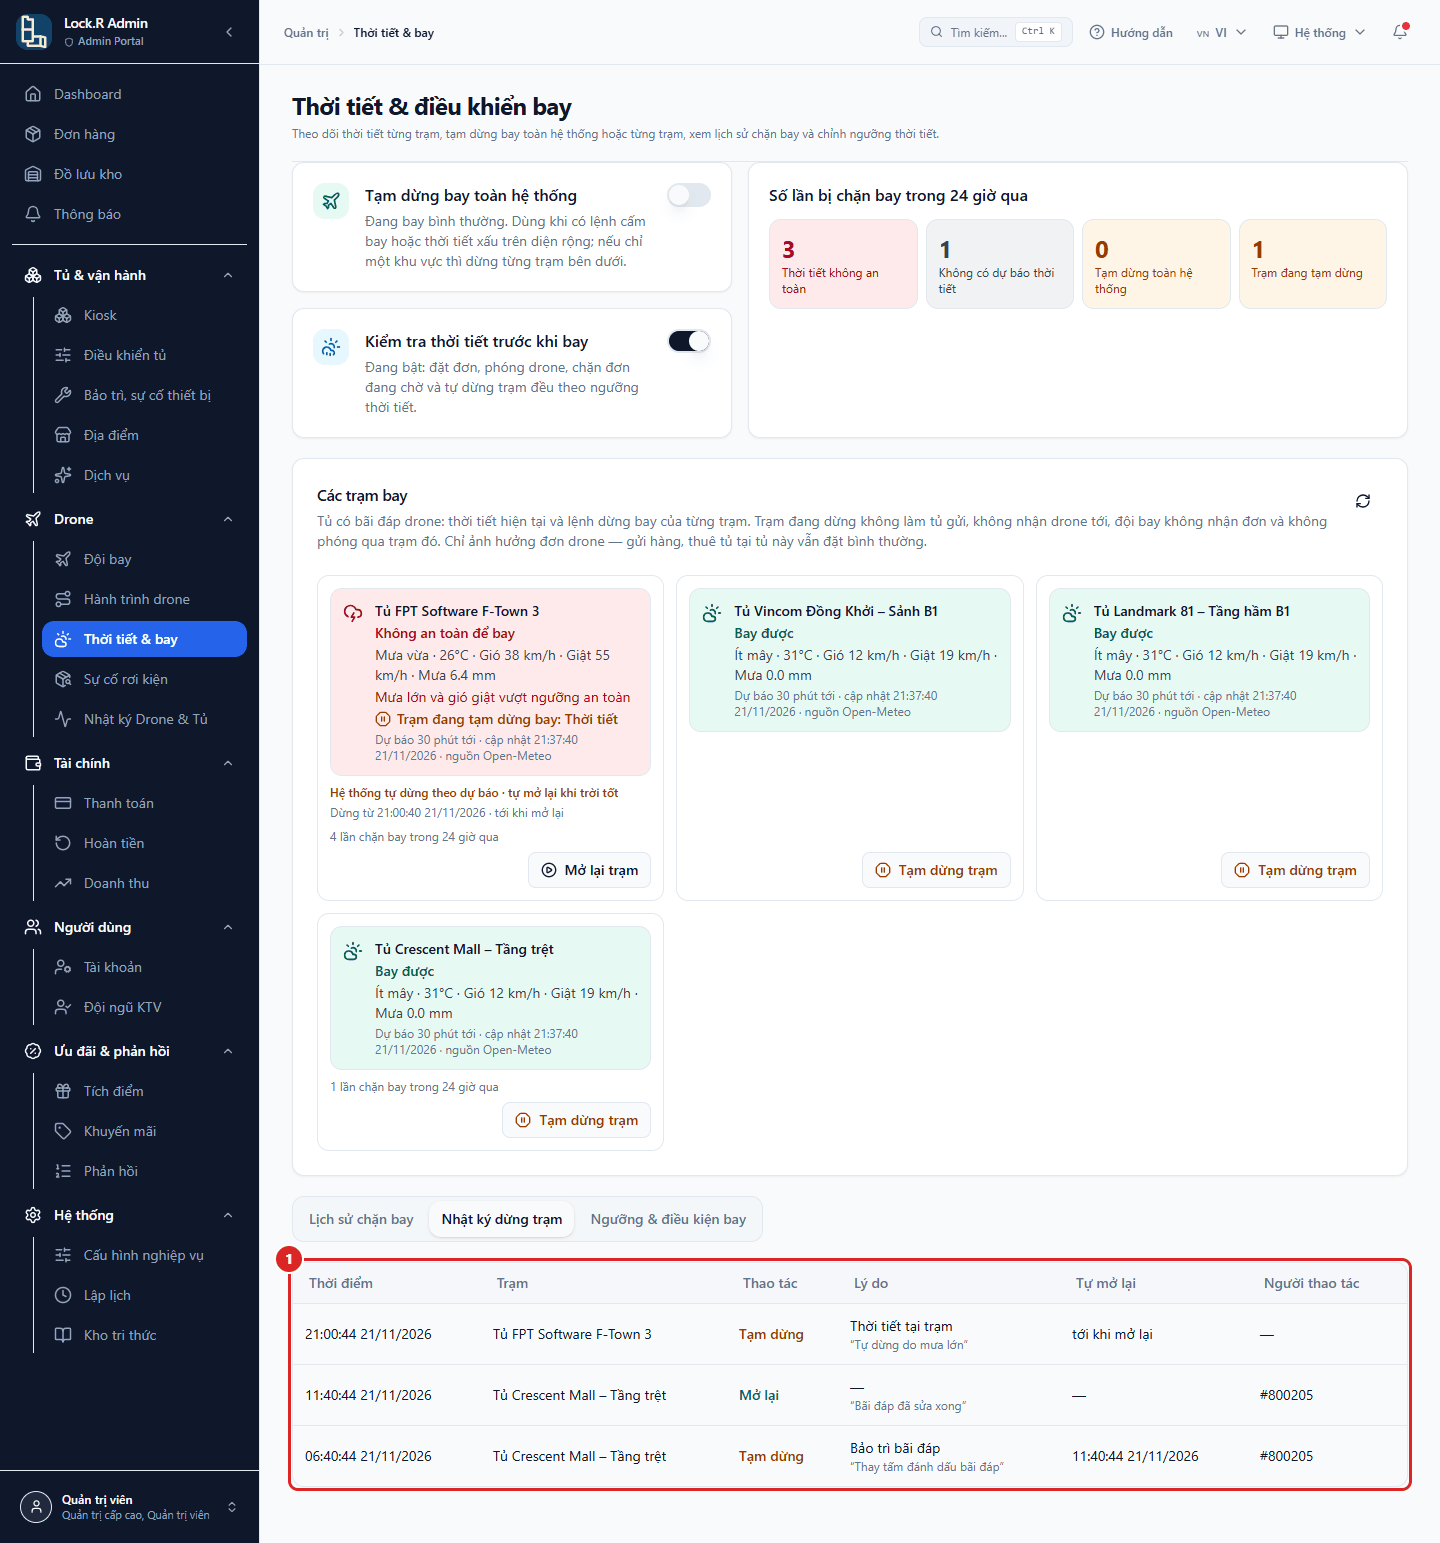 Lock.R Admin
Admin Portal
Dashboard
Đơn hàng
Đồ lưu kho
Thông báo
Tủ & vận hành
Kiosk
Điều khiển tủ
Bảo trì, sự cố thiết bị
Địa điểm
Dịch vụ
Drone
Đội bay
Hành trình drone
Thời tiết & bay
Sự cố rơi kiện
Nhật ký Drone & Tủ
Tài chính
Thanh toán
Hoàn tiền
Doanh thu
Người dùng
Tài khoản
Đội ngũ KTV
Ưu đãi & phản hồi
Tích điểm
Khuyến mãi
Phản hồi
Hệ thống
Cấu hình nghiệp vụ
Lập lịch
Kho tri thức
Quản trị viên
Quản trị cấp cao, Quản trị viên
Quản trị > Thời tiết & bay
Tìm kiếm... Ctrl K
Hướng dẫn
VN VI
Hệ thống
Thời tiết & điều khiển bay
Theo dõi thời tiết từng trạm, tạm dừng bay toàn hệ thống hoặc từng trạm, xem lịch sử chặn bay và chỉnh ngưỡng thời tiết.
Tạm dừng bay toàn hệ thống
Đang bay bình thường. Dùng khi có lệnh cấm
bay hoặc thời tiết xấu trên diện rộng; nếu chỉ
một khu vực thì dừng từng trạm bên dưới.
Kiểm tra thời tiết trước khi bay
Đang bật: đặt đơn, phóng drone, chặn đơn
đang chờ và tự dừng trạm đều theo ngưỡng
thời tiết.
Số lần bị chặn bay trong 24 giờ qua
3
Thời tiết không an
toàn
1
Không có dự báo thời
tiết
0
Tạm dừng toàn hệ
thống
1
Trạm đang tạm dừng
Các trạm bay
Tủ có bãi đáp drone: thời tiết hiện tại và lệnh dừng bay của từng trạm. Trạm đang dừng không làm tủ gửi, không nhận drone tới, đội bay không nhận đơn và không
phóng qua trạm đó. Chỉ ảnh hưởng đơn drone — gửi hàng, thuê tủ tại tủ này vẫn đặt bình thường.
Tủ FPT Software F-Town 3
Không an toàn để bay
Mưa vừa · 26°C · Gió 38 km/h · Giật 55
km/h · Mưa 6.4 mm
Mưa lớn và gió giật vượt ngưỡng an toàn
Trạm đang tạm dừng bay: Thời tiết
Dự báo 30 phút tới · cập nhật 21:37:40
21/11/2026 · nguồn Open-Meteo
Hệ thống tự dừng theo dự báo · tự mở lại khi trời tốt
Dừng từ 21:00:40 21/11/2026 · tới khi mở lại
4 lần chặn bay trong 24 giờ qua
Mở lại trạm
Tủ Vincom Đồng Khởi – Sảnh B1
Bay được
Ít mây · 31°C · Gió 12 km/h · Giật 19 km/h ·
Mưa 0.0 mm
Dự báo 30 phút tới · cập nhật 21:37:40
21/11/2026 · nguồn Open-Meteo
Tạm dừng trạm
Tủ Landmark 81 – Tầng hầm B1
Bay được
Ít mây · 31°C · Gió 12 km/h · Giật 19 km/h ·
Mưa 0.0 mm
Dự báo 30 phút tới · cập nhật 21:37:40
21/11/2026 · nguồn Open-Meteo
Tạm dừng trạm
Tủ Crescent Mall – Tầng trệt
Bay được
Ít mây · 31°C · Gió 12 km/h · Giật 19 km/h ·
Mưa 0.0 mm
Dự báo 30 phút tới · cập nhật 21:37:40
21/11/2026 · nguồn Open-Meteo
1 lần chặn bay trong 24 giờ qua
Tạm dừng trạm
Lịch sử chặn bay
Nhật ký dừng trạm
Ngưỡng & điều kiện bay
1
Thời điểm Trạm Thao tác Lý do Tự mở lại Người thao tác
21:00:44 21/11/2026 Tủ FPT Software F-Town 3 Tạm dừng Thời tiết tại trạm tới khi mở lại —
“Tự dừng do mưa lớn”
11:40:44 21/11/2026 Tủ Crescent Mall – Tầng trệt Mở lại — — #800205
“Bãi đáp đã sửa xong”
06:40:44 21/11/2026 Tủ Crescent Mall – Tầng trệt Tạm dừng Bảo trì bãi đáp 11:40:44 21/11/2026 #800205
“Thay tấm đánh dấu bãi đáp”